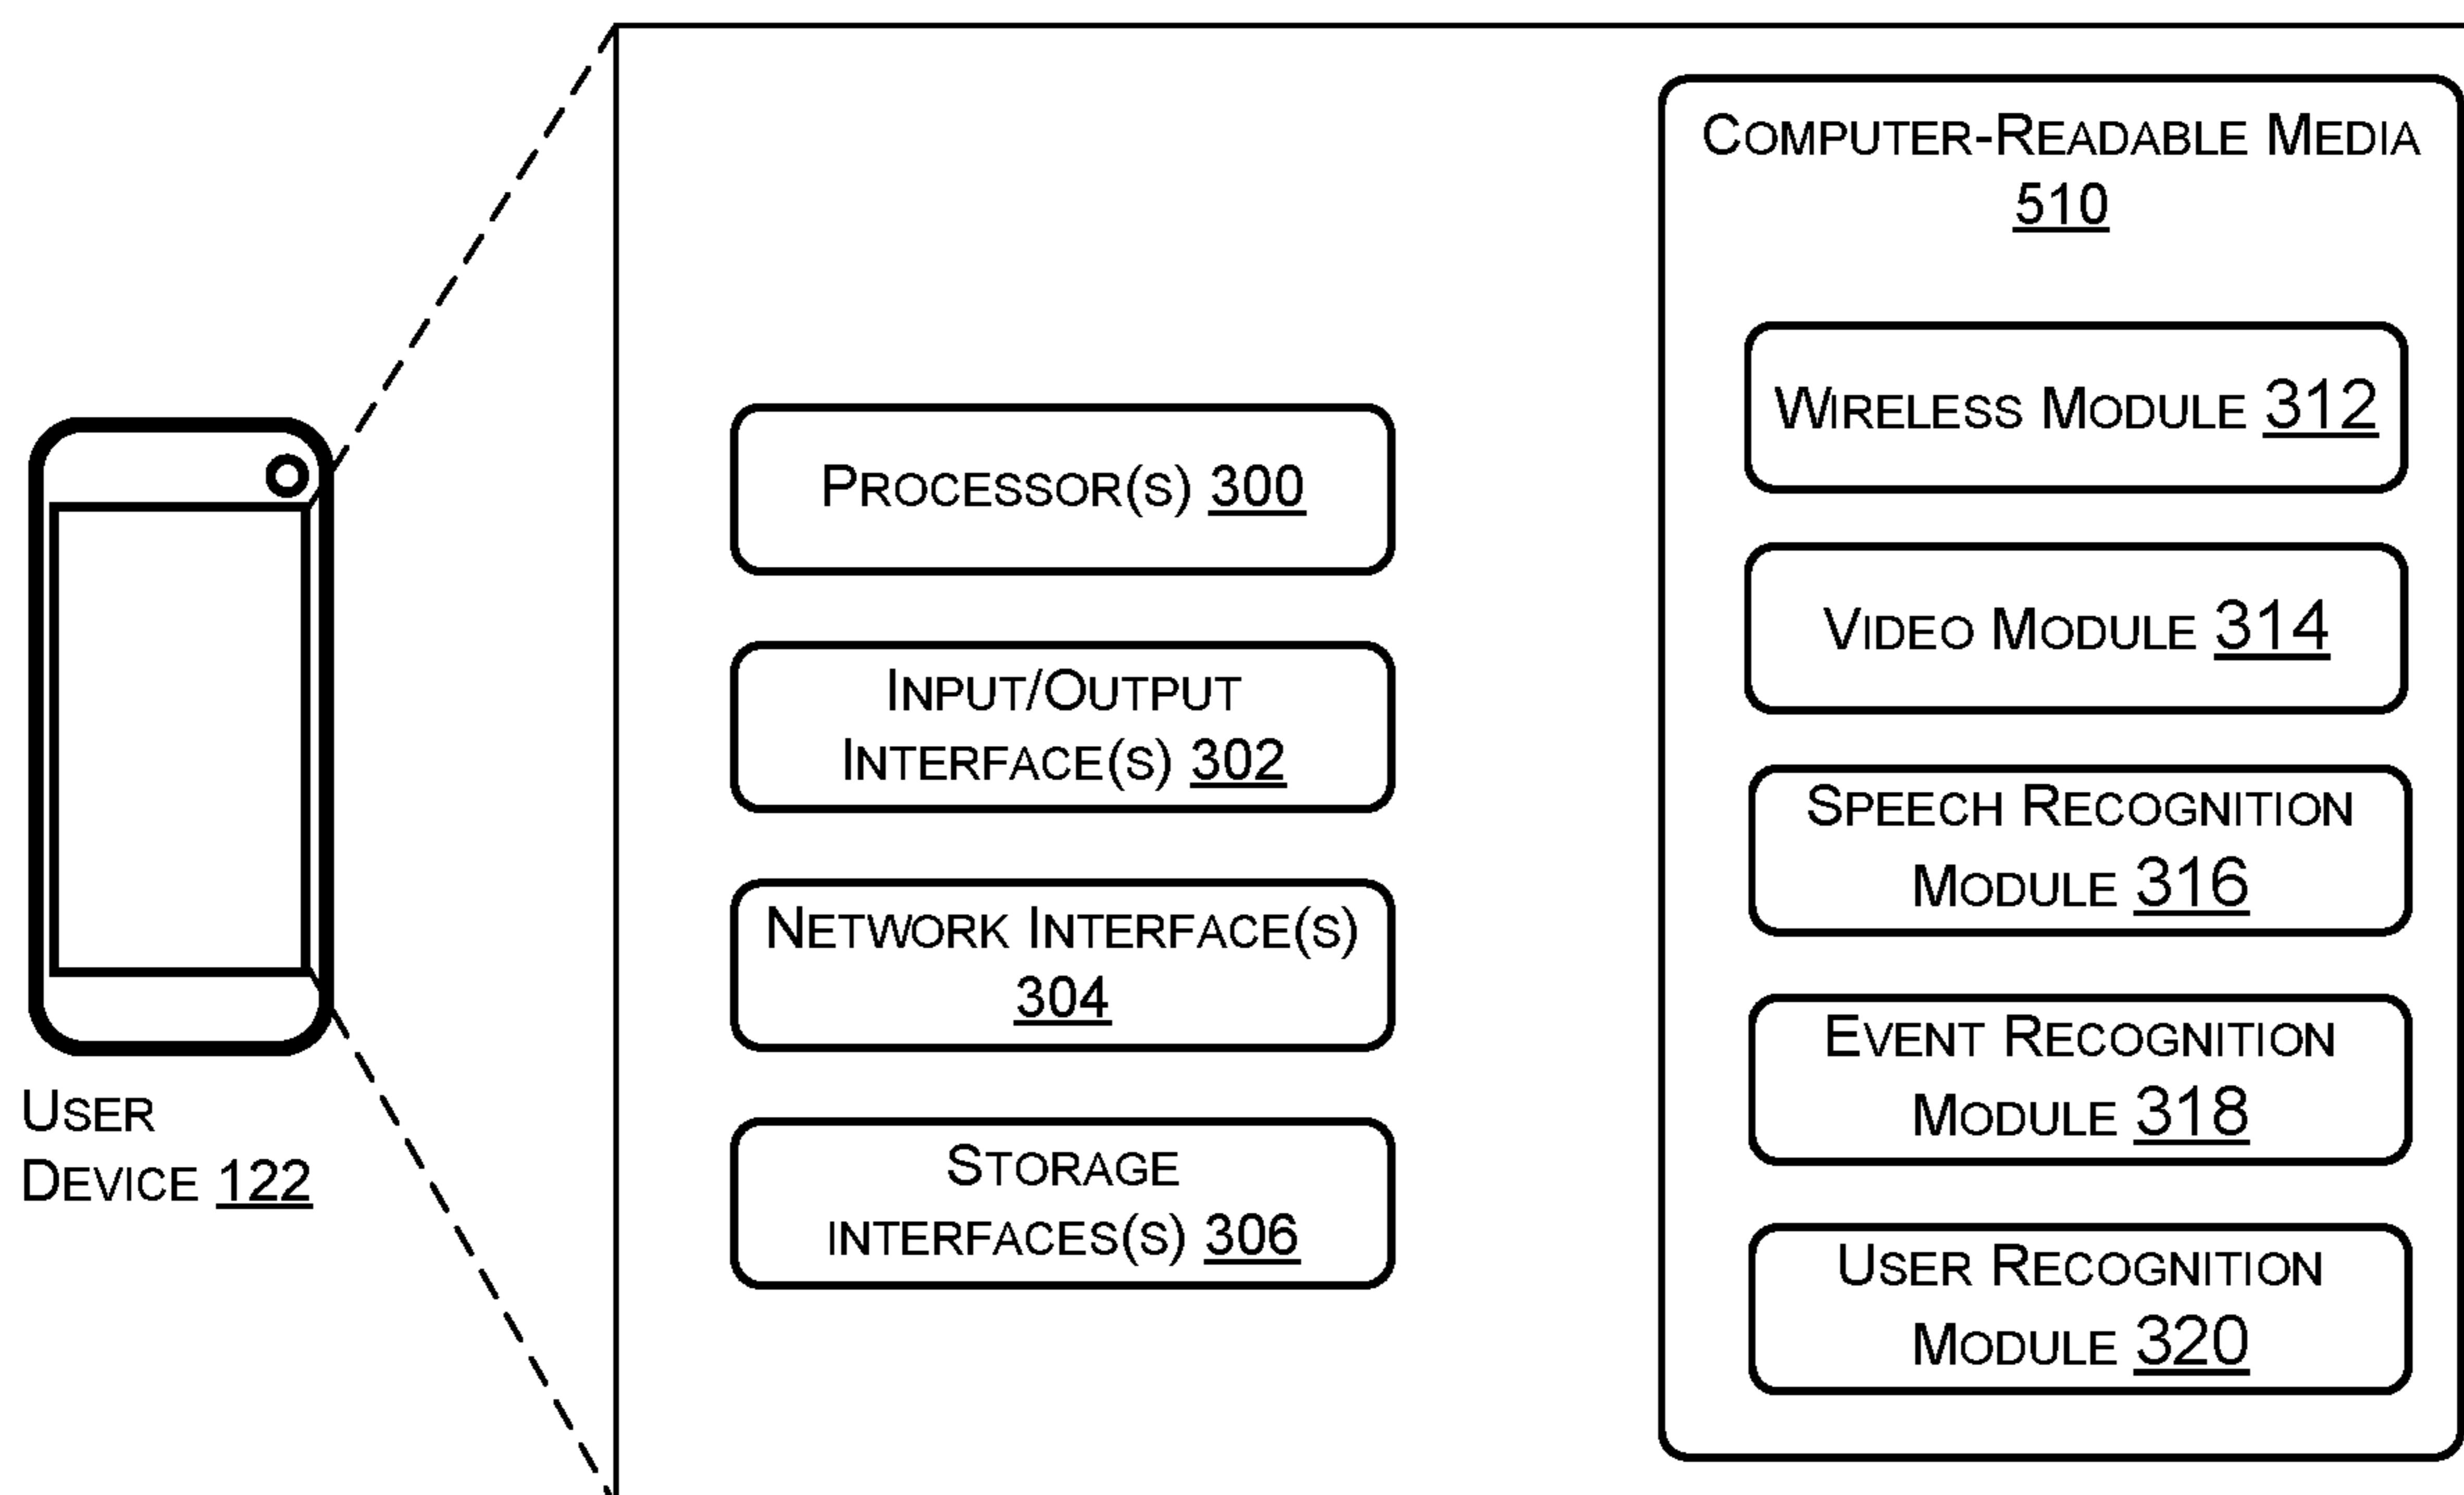 USER
DEVICE 122
PROCESSOR(S) 300
INPUT/OUTPUT
INTERFACE(S) 302
NETWORK INTERFACE(S)
304
STORAGE
INTERFACES(S) 306
COMPUTER-READABLE MEDIA
510
WIRELESS MODULE 312
VIDEO MODULE 314
SPEECH RECOGNITION
MODULE 316
EVENT RECOGNITION
MODULE 318
USER RECOGNITION
MODULE 320